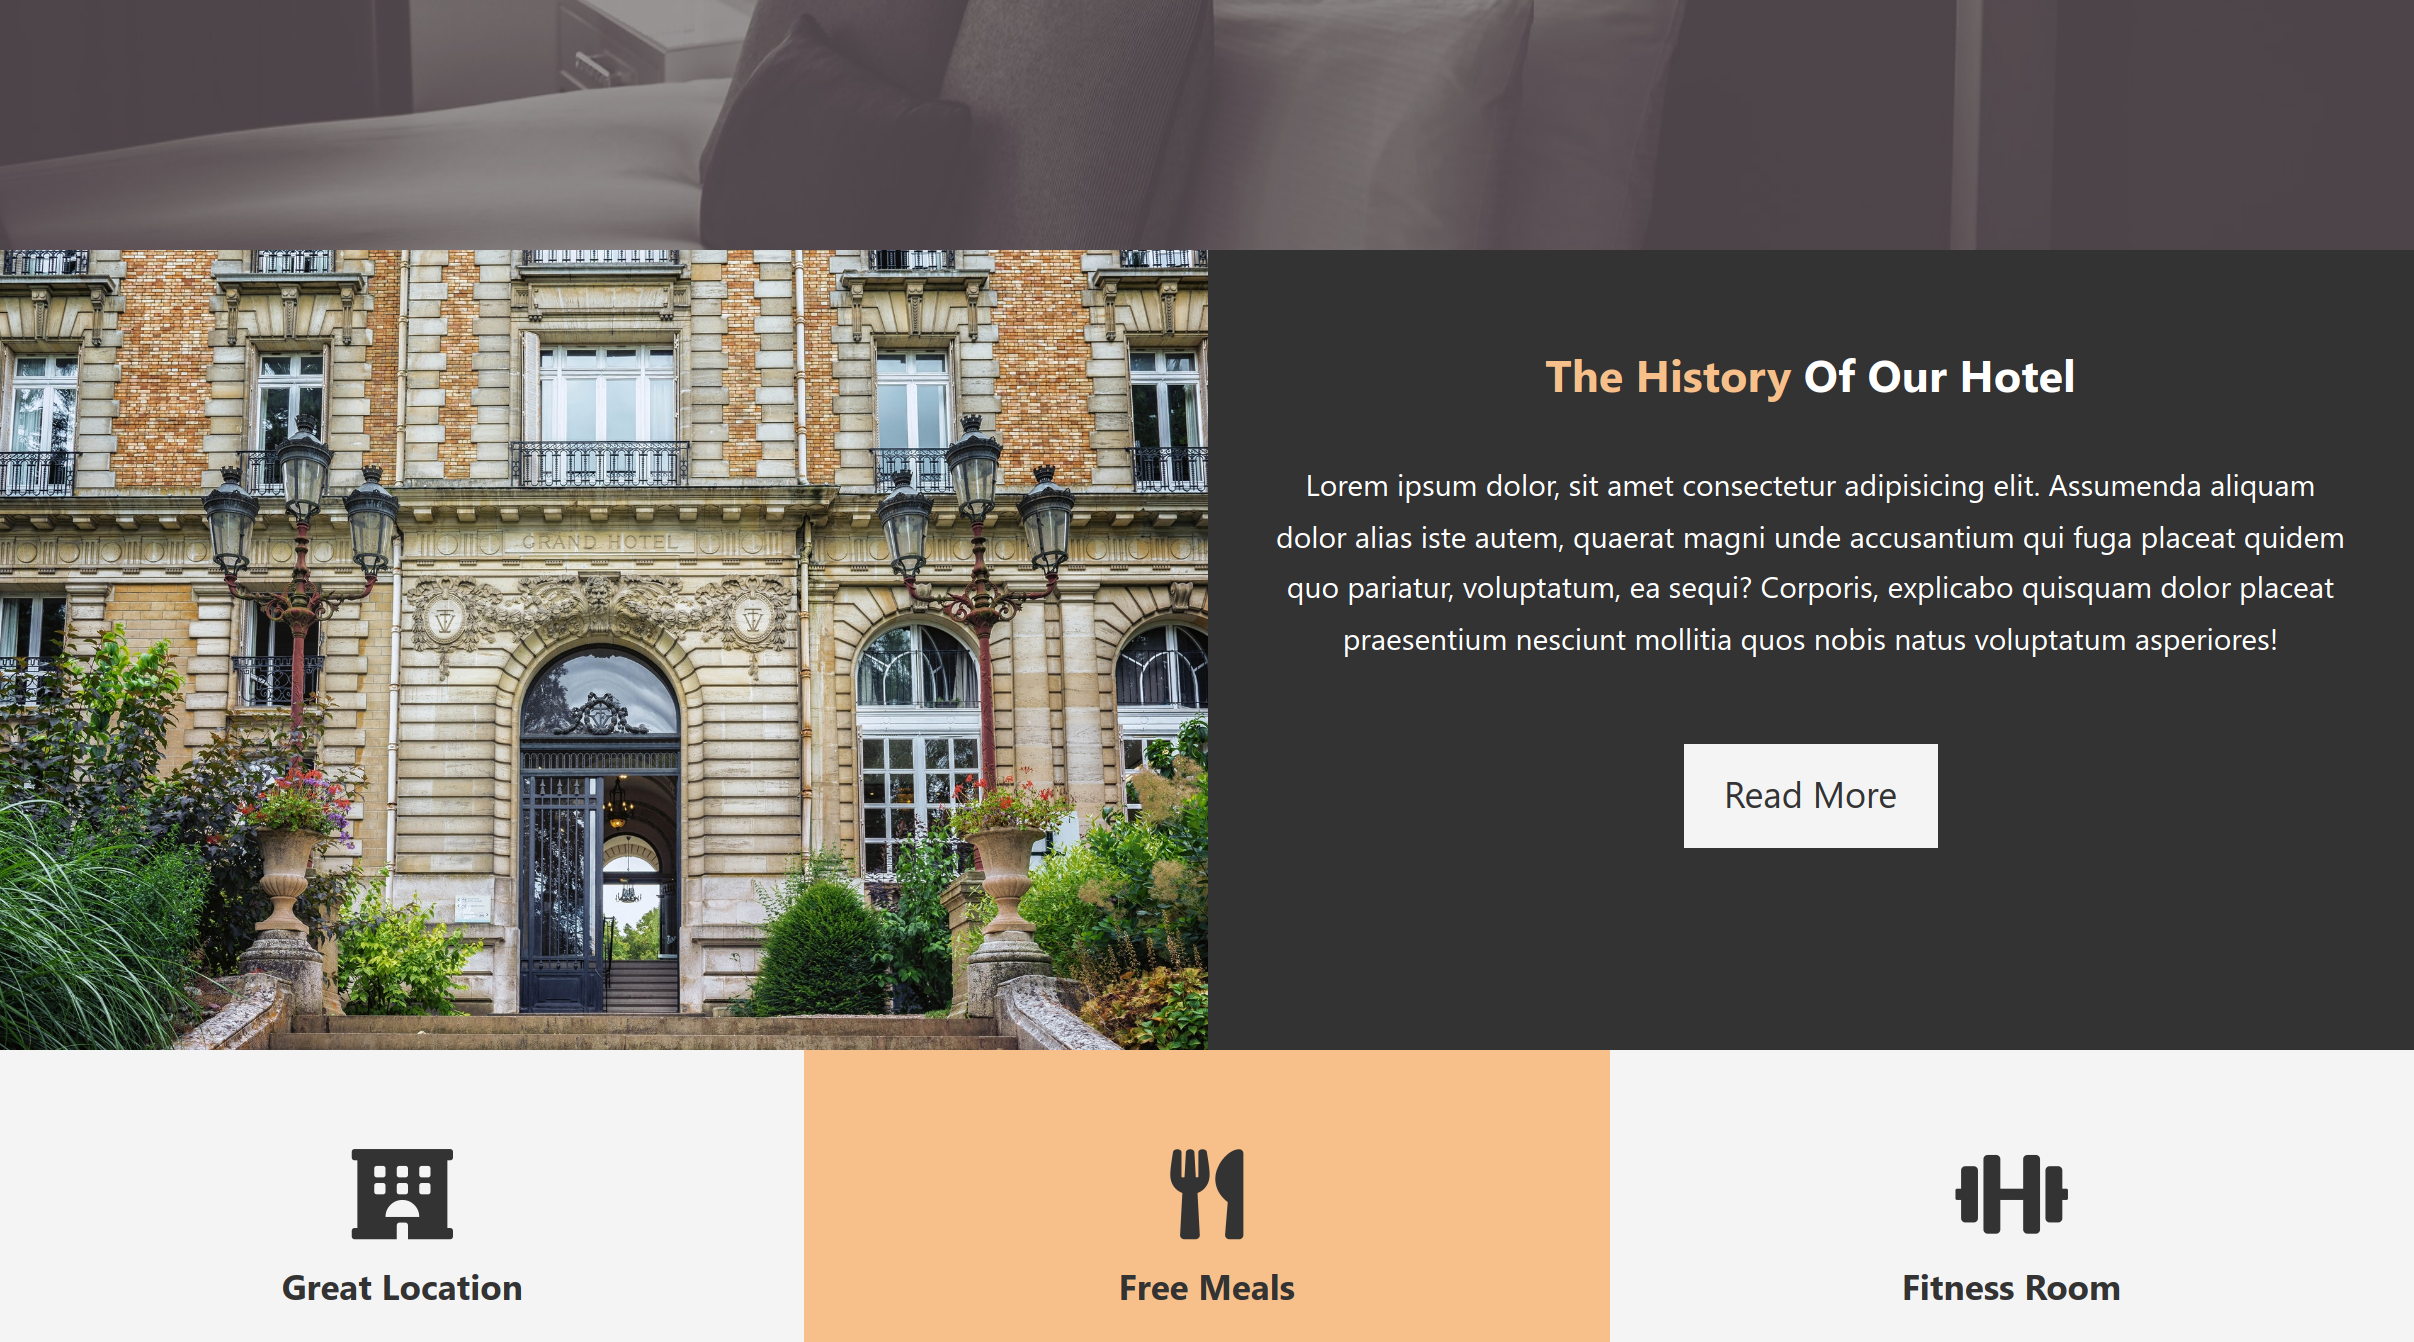 The History Of Our Hotel
Lorem ipsum dolor, sit amet consectetur adipisicing elit. Assumenda aliquam
dolor alias iste autem, quaerat magni unde accusantium qui fuga placeat quidem
quo pariatur, voluptatum, ea sequi? Corporis, explicabo quisquam dolor placeat
praesentium nesciunt mollitia quos nobis natus voluptatum asperiores!
GRAND HOTEL
Read More
Great Location
Free Meals
Fitness Room